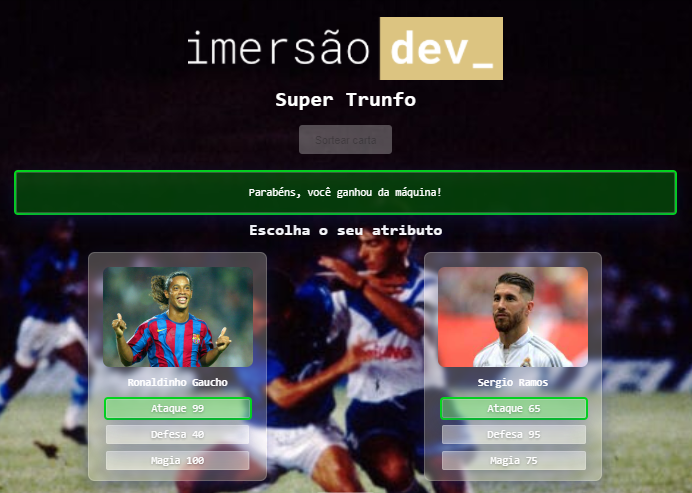 imersão dev_
Super Trunfo
Sortear carta
Parabéns, você ganhou da máquina!
Escolha o seu atributo
Ronaldinho Gaucho
Ataque 99
Defesa 40
Magia 100
Sergio Ramos
Ataque 65
Defesa 95
Magia 75